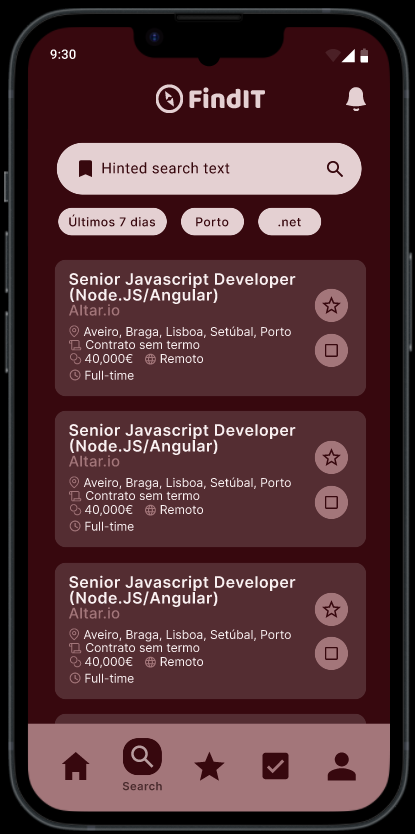 9:30
FindIT
Hinted search text
Últimos 7 dias Porto .net
Senior Javascript Developer
(Node.JS/Angular)
Altar.io
Aveiro, Braga, Lisboa, Setúbal, Porto
Contrato sem termo
40,000€ Remoto
Full-time
Senior Javascript Developer
(Node.JS/Angular)
Altar.io
Aveiro, Braga, Lisboa, Setúbal, Porto
Contrato sem termo
40,000€ Remoto
Full-time
Senior Javascript Developer
(Node.JS/Angular)
Altar.io
Aveiro, Braga, Lisboa, Setúbal, Porto
Contrato sem termo
40,000€ Remoto
Full-time
Search